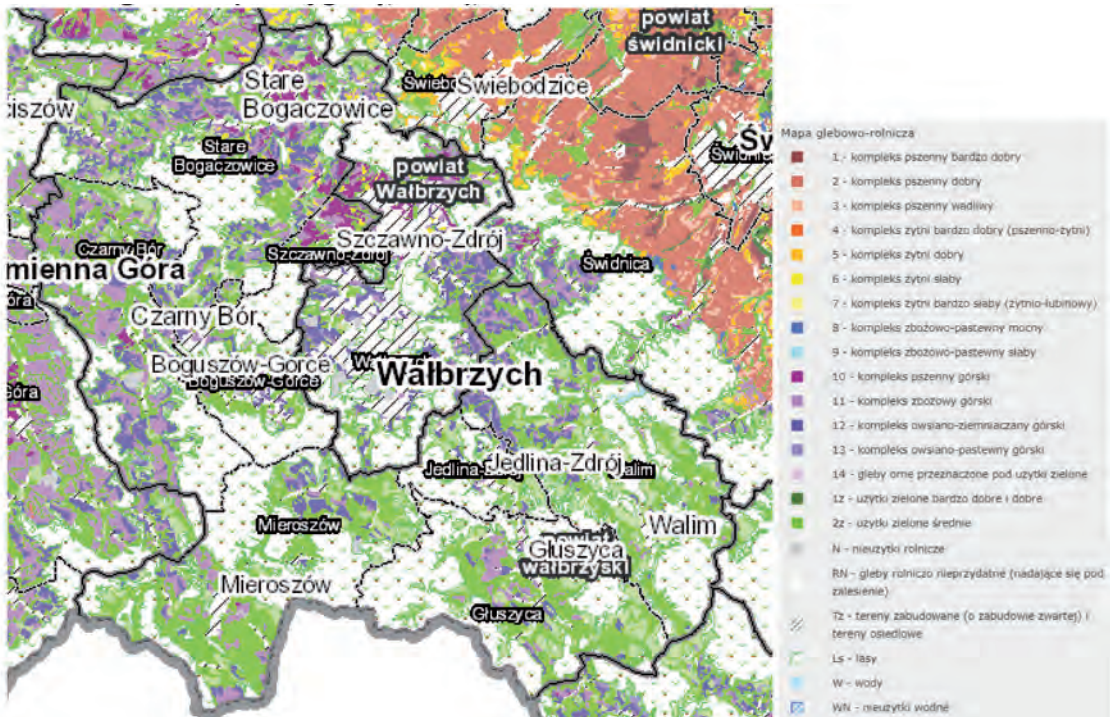 powiat
świdnicki
Świebodzice
Stare
Bogaczowice
ciszów
Stare
Bogaczowice
powiat
Wałbrzych
Szczawno-Zdrój
Szczawno-Zdrój
Świdnica
Czarny Bór
mienna Góra
óra
Czarny Bór
Boguszów-Gorce
Boguszów-Gorce
Wałbrzych
óra
Jedlina-Zdrój
alim
Mieroszów
Walim
Głuszyca
wałbrzyski
Mieroszów
Głuszyca
Mapa glebowo-rolnicza
1 - kompleks pszenny bardzo dobry
2 - kompleks pszenny dobry
3 - kompleks pszenny wadliwy
4 - kompleks żytni bardzo dobry (pszenno-żytni)
5 - kompleks żytni dobry
6 - kompleks żytni słaby
7 - kompleks żytni bardzo słaby (żytnio-łubinowy)
8 - kompleks zbożowo-pastewny mocny
9 - kompleks zbożowo-pastewny słaby
10 - kompleks pszenny górski
11 - kompleks zbożowy górski
12 - kompleks owsiano-ziemniaczany górski
13 - kompleks owsiano-pastewny górski
14 - gleby orne przeznaczone pod użytki zielone
1z - użytki zielone bardzo dobre i dobre
2z - użytki zielone średnie
N - nieużytki rolnicze
RN - gleby rolniczo nieprzydatne (nadające się pod
zalesienie)
Tz - tereny zabudowane (o zabudowie zwartej) i
tereny osiedlowe
Ls - lasy
W - wody
WN - nieużytki wodne